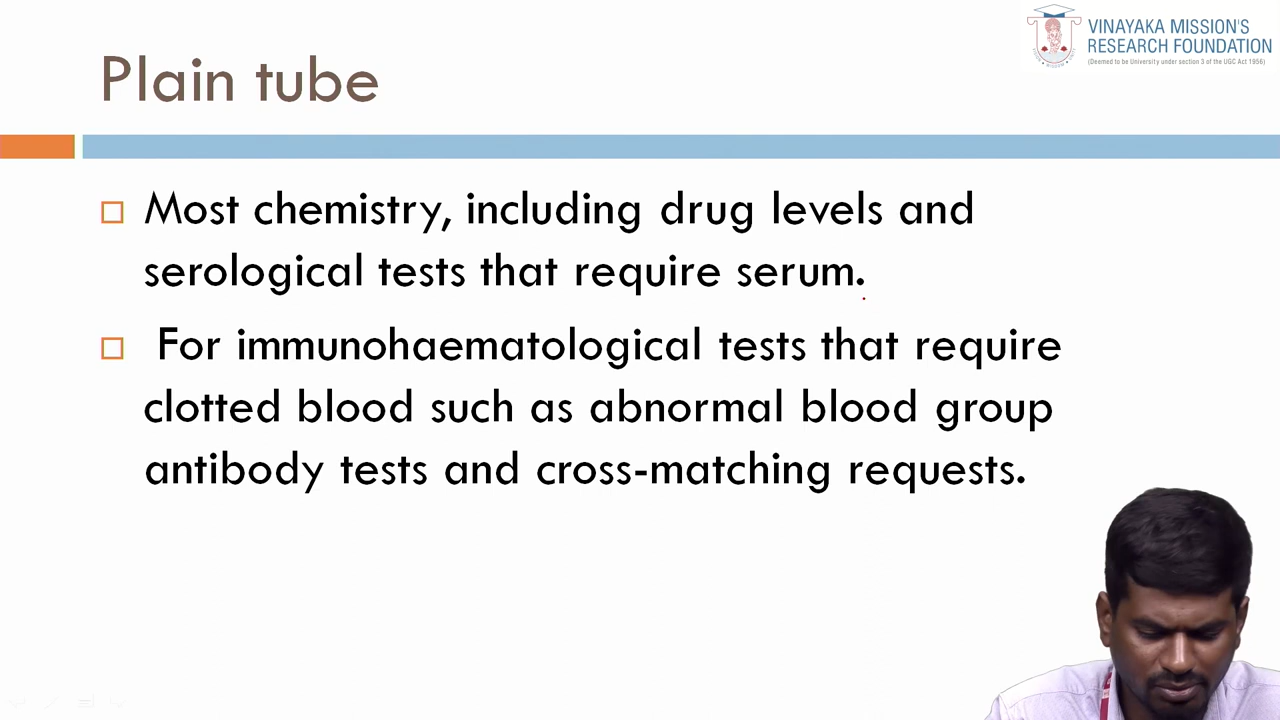 VINAYAKA MISSION'S
RESEARCH FOUNDATION
(Deemed to be University under section 3 of the UGC Act 1956)
Plain tube
Most chemistry, including drug levels and
serological tests that require serum.
For immunohaematological tests that require
clotted blood such as abnormal blood group
antibody tests and cross-matching requests.